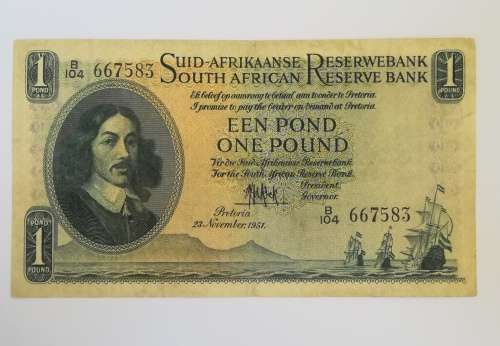 1 POND
B/104 667583
SUID-AFRIKAANSE RESERWEBANK
SOUTH AFRICAN RESERVE BANK
1 POUND
Ek beloof op aanvraag te betaal aan toonder te Pretoria.
I promise to pay the bearer on demand at Pretoria.
EEN POND
ONE POUND
Vir die Suid-Afrikaanse Reserwebank.
For the South African Reserve Bank.
President.
Governor.
Pretoria
23 November, 1951.
B/104 667583
POND
1
POUND